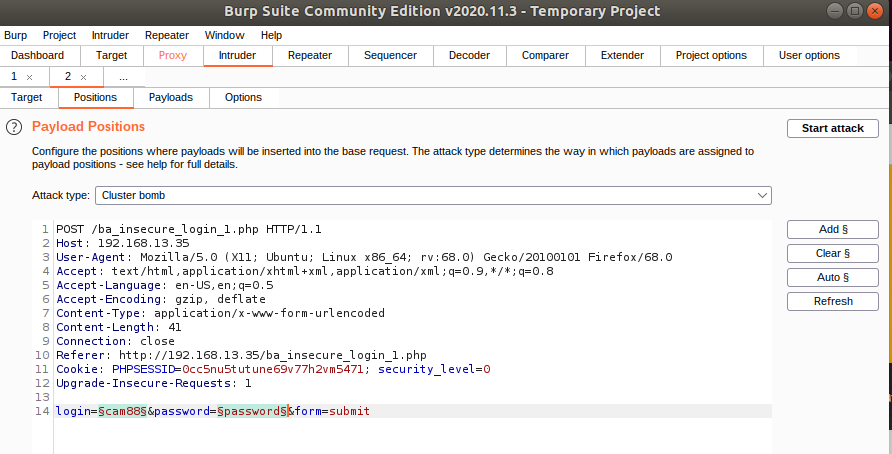 Burp Suite Community Edition v2020.11.3 - Temporary Project
Burp Project Intruder Repeater Window Help
Dashboard Target Proxy Intruder Repeater Sequencer Decoder Comparer Extender Project options User options
1 × 2 × ...
Target Positions Payloads Options
? Payload Positions
Start attack
Configure the positions where payloads will be inserted into the base request. The attack type determines the way in which payloads are assigned to
payload positions - see help for full details.
Attack type: Cluster bomb
1 POST /ba_insecure_login_1.php HTTP/1.1
2 Host: 192.168.13.35
3 User-Agent: Mozilla/5.0 (X11; Ubuntu; Linux x86_64; rv:68.0) Gecko/20100101 Firefox/68.0
4 Accept: text/html,application/xhtml+xml,application/xml;q=0.9,*/*;q=0.8
5 Accept-Language: en-US,en;q=0.5
6 Accept-Encoding: gzip, deflate
7 Content-Type: application/x-www-form-urlencoded
8 Content-Length: 41
9 Connection: close
10 Referer: http://192.168.13.35/ba_insecure_login_1.php
11 Cookie: PHPSESSID=0cc5nu5tutune69v77h2vm5471; security_level=0
12 Upgrade-Insecure-Requests: 1
13
14 login=§cam88§&password=§password§&form=submit
Add §
Clear §
Auto §
Refresh